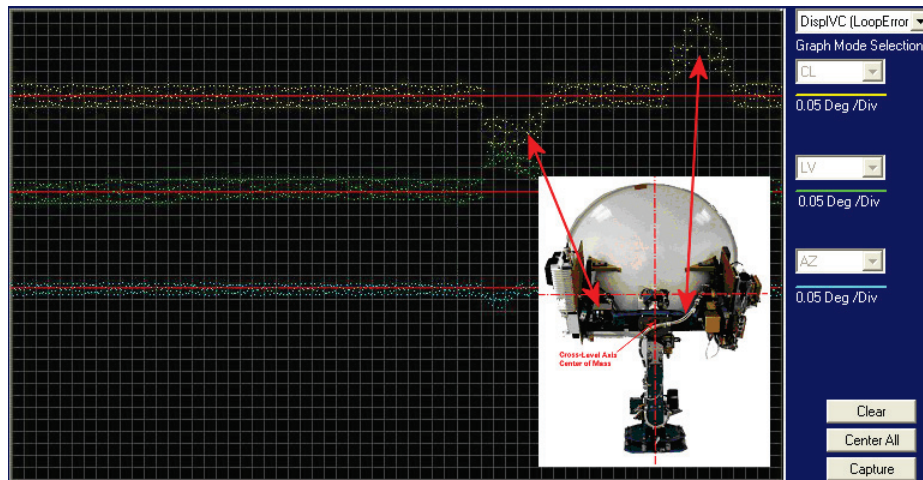 DispIVC (LoopError
Graph Mode Selection
CL
0.05 Deg /Div
LV
0.05 Deg /Div
AZ
0.05 Deg /Div
Cross-Level Axis
Center of Mass
Clear
Center All
Capture